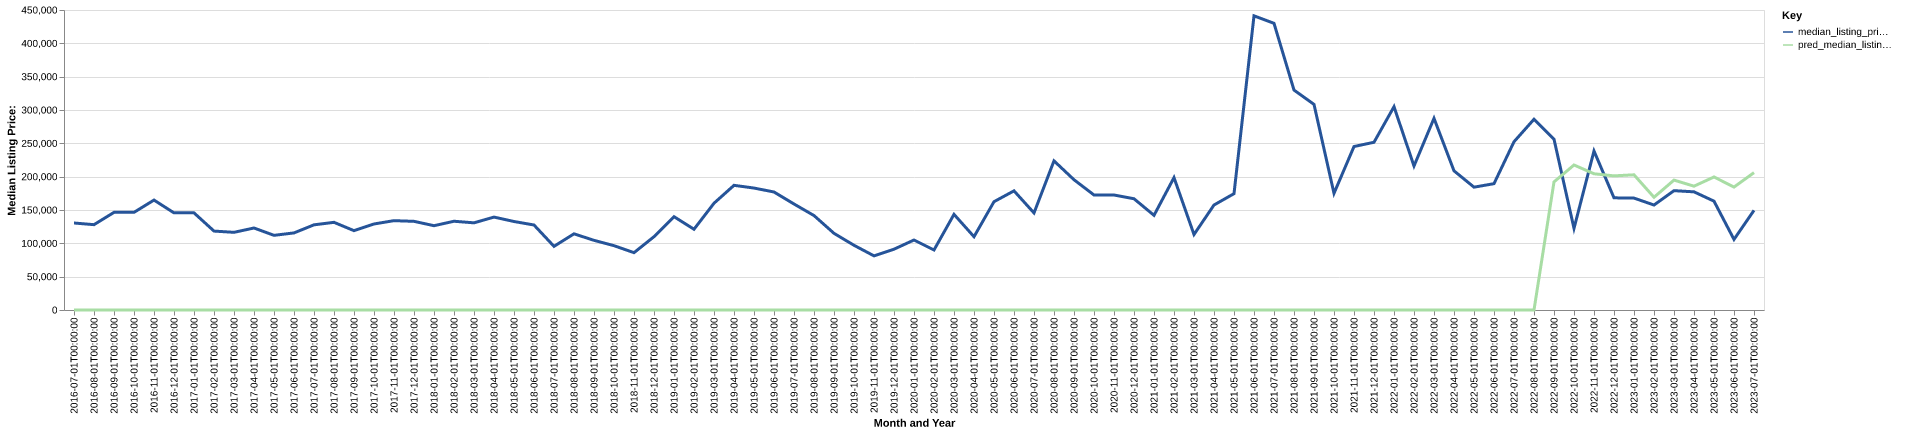 450,000
400,000
350,000
300,000
250,000
200,000
150,000
100,000
50,000
0
Median Listing Price:
2016-07-01T00:00:00
2016-08-01T00:00:00
2016-09-01T00:00:00
2016-10-01T00:00:00
2016-11-01T00:00:00
2016-12-01T00:00:00
2017-01-01T00:00:00
2017-02-01T00:00:00
2017-03-01T00:00:00
2017-04-01T00:00:00
2017-05-01T00:00:00
2017-06-01T00:00:00
2017-07-01T00:00:00
2017-08-01T00:00:00
2017-09-01T00:00:00
2017-10-01T00:00:00
2017-11-01T00:00:00
2017-12-01T00:00:00
2018-01-01T00:00:00
2018-02-01T00:00:00
2018-03-01T00:00:00
2018-04-01T00:00:00
2018-05-01T00:00:00
2018-06-01T00:00:00
2018-07-01T00:00:00
2018-08-01T00:00:00
2018-09-01T00:00:00
2018-10-01T00:00:00
2018-11-01T00:00:00
2018-12-01T00:00:00
2019-01-01T00:00:00
2019-02-01T00:00:00
2019-03-01T00:00:00
2019-04-01T00:00:00
2019-05-01T00:00:00
2019-06-01T00:00:00
2019-07-01T00:00:00
2019-08-01T00:00:00
2019-09-01T00:00:00
2019-10-01T00:00:00
2019-11-01T00:00:00
2019-12-01T00:00:00
2020-01-01T00:00:00
2020-02-01T00:00:00
2020-03-01T00:00:00
2020-04-01T00:00:00
2020-05-01T00:00:00
2020-06-01T00:00:00
2020-07-01T00:00:00
2020-08-01T00:00:00
2020-09-01T00:00:00
2020-10-01T00:00:00
2020-11-01T00:00:00
2020-12-01T00:00:00
2021-01-01T00:00:00
2021-02-01T00:00:00
2021-03-01T00:00:00
2021-04-01T00:00:00
2021-05-01T00:00:00
2021-06-01T00:00:00
2021-07-01T00:00:00
2021-08-01T00:00:00
2021-09-01T00:00:00
2021-10-01T00:00:00
2021-11-01T00:00:00
2021-12-01T00:00:00
2022-01-01T00:00:00
2022-02-01T00:00:00
2022-03-01T00:00:00
2022-04-01T00:00:00
2022-05-01T00:00:00
2022-06-01T00:00:00
2022-07-01T00:00:00
2022-08-01T00:00:00
2022-09-01T00:00:00
2022-10-01T00:00:00
2022-11-01T00:00:00
2022-12-01T00:00:00
2023-01-01T00:00:00
2023-02-01T00:00:00
2023-03-01T00:00:00
2023-04-01T00:00:00
2023-05-01T00:00:00
2023-06-01T00:00:00
2023-07-01T00:00:00
Month and Year
Key
median_listing_pri…
pred_median_listin…